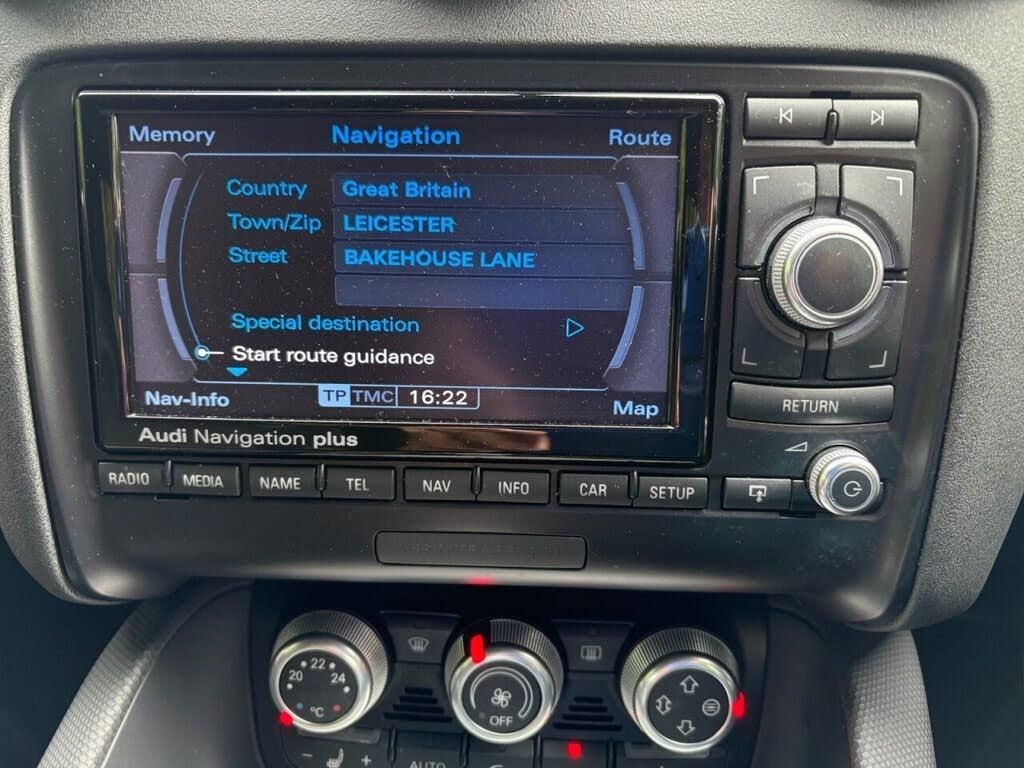 Memory Navigation Route
Country Great Britain
Town/Zip LEICESTER
Street BAKEHOUSE LANE
Special destination
Start route guidance
Nav-Info TP TMC 16:22 Map
Audi Navigation plus
RETURN
RADIO MEDIA NAME TEL NAV INFO CAR SETUP
20 22 24
°C
OFF
AUTO